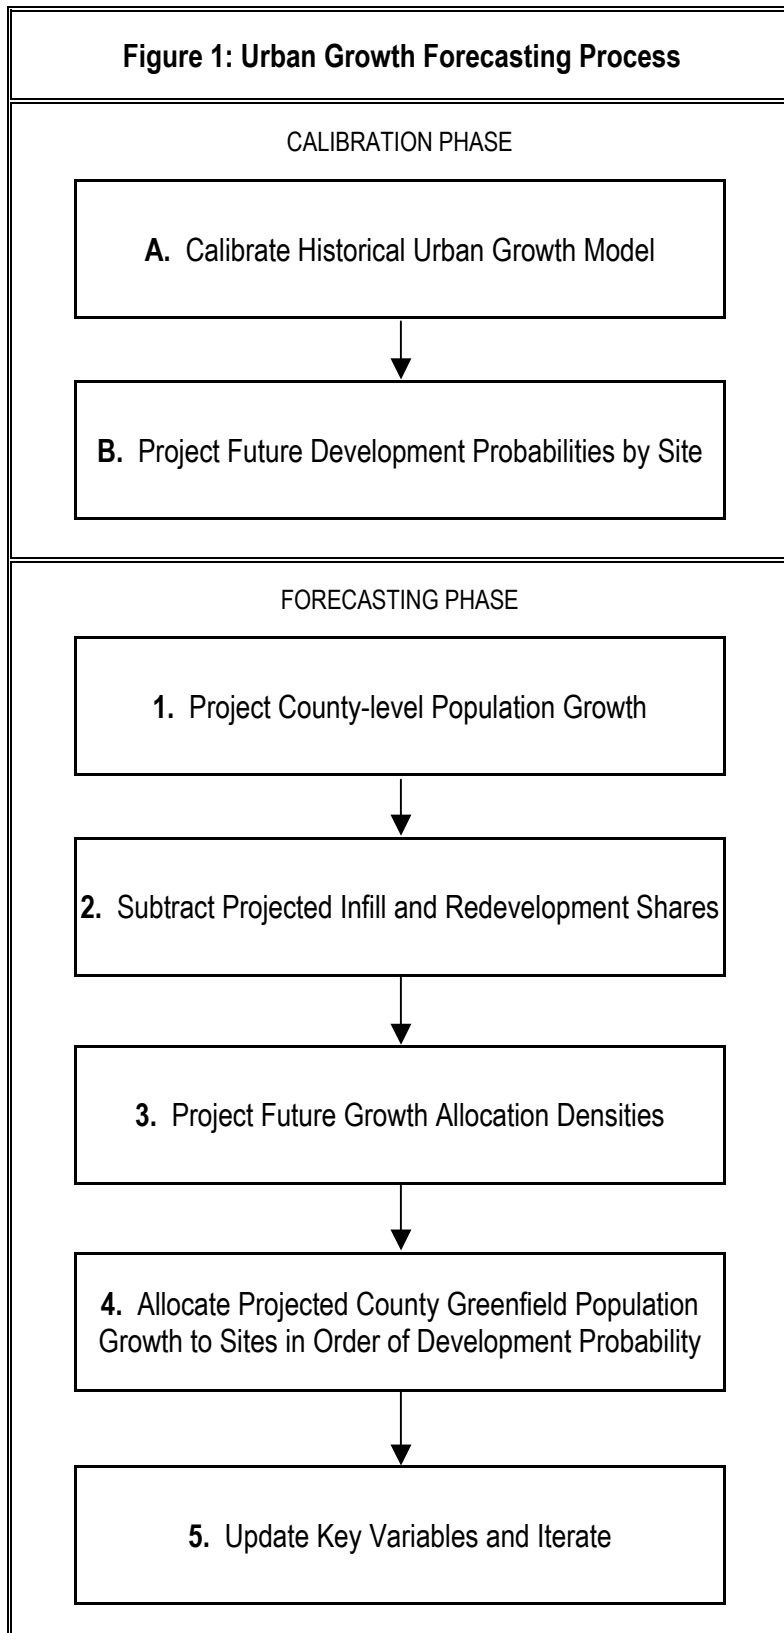 Figure 1: Urban Growth Forecasting Process
CALIBRATION PHASE
A. Calibrate Historical Urban Growth Model
B. Project Future Development Probabilities by Site
FORECASTING PHASE
1. Project County-level Population Growth
2. Subtract Projected Infill and Redevelopment Shares
3. Project Future Growth Allocation Densities
4. Allocate Projected County Greenfield Population
Growth to Sites in Order of Development Probability
5. Update Key Variables and Iterate